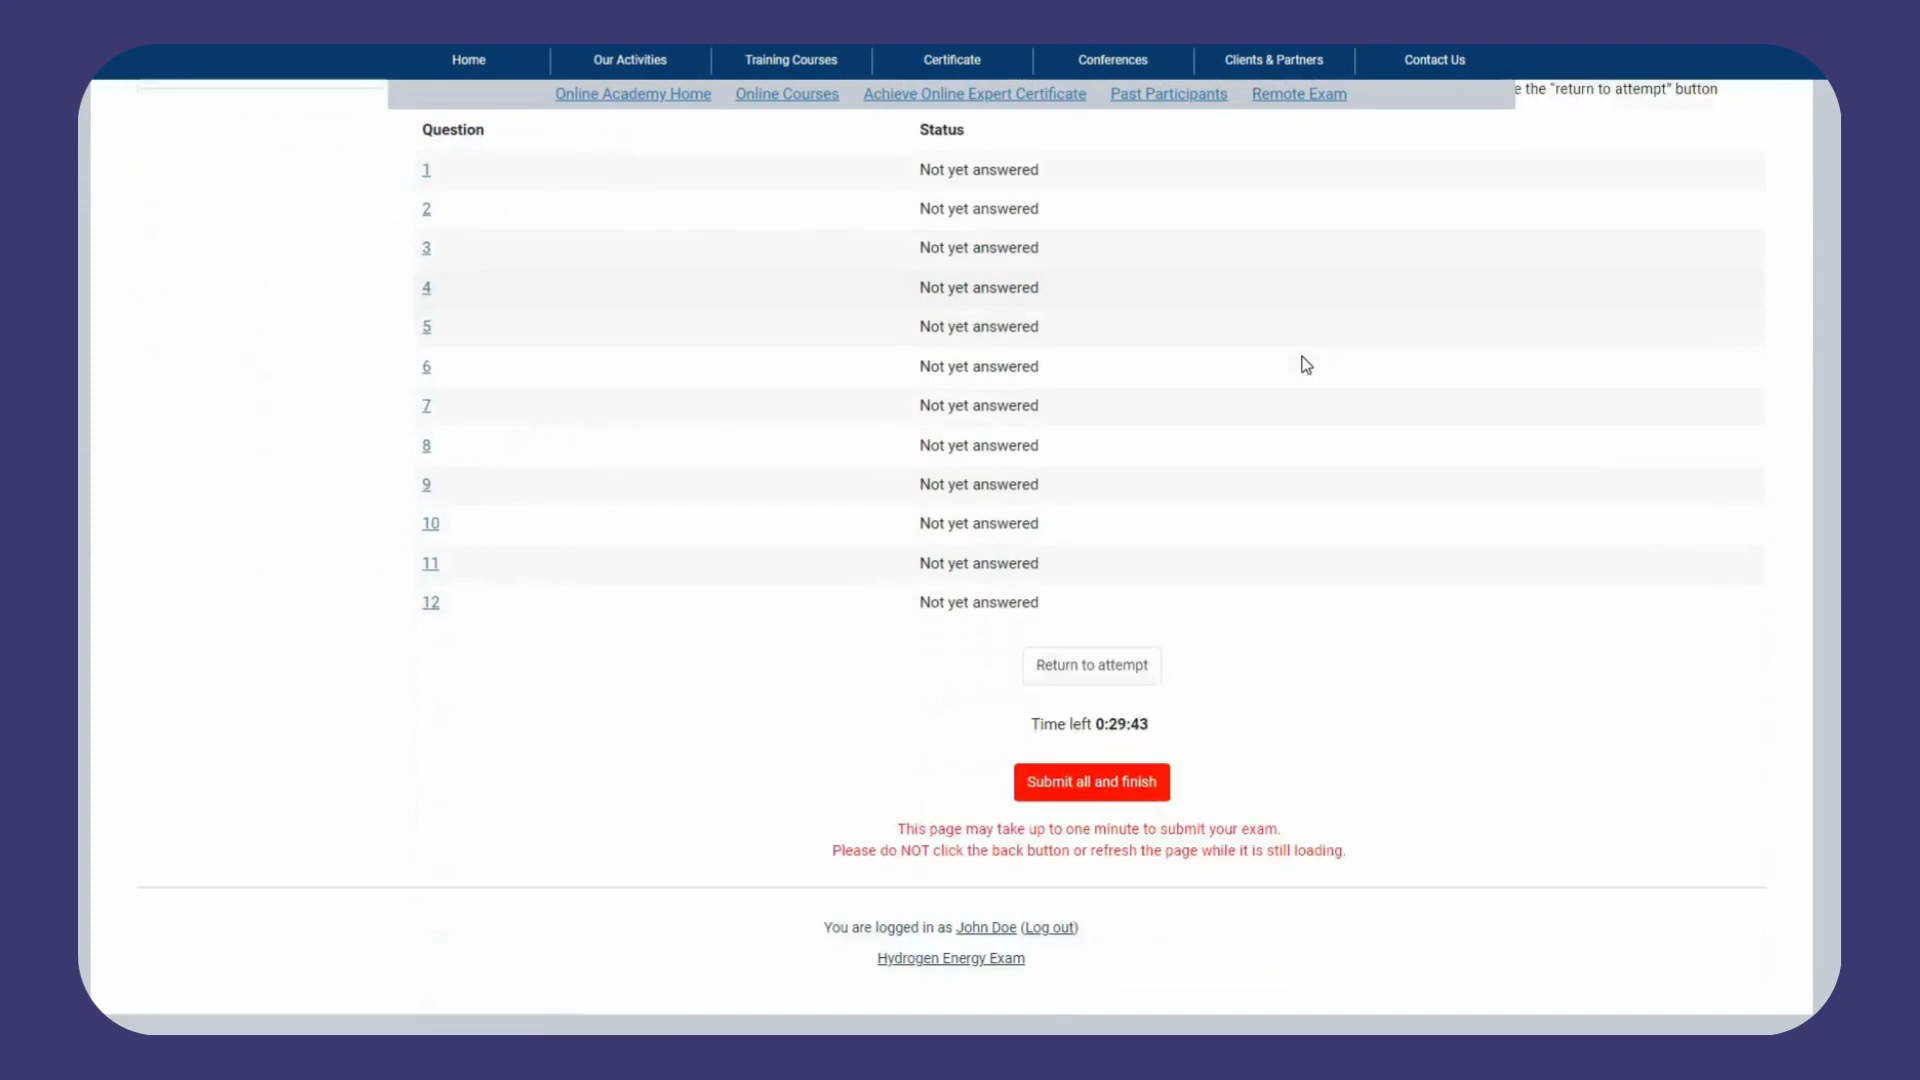 Home Our Activities Training Courses Certificate Conferences Clients & Partners Contact Us
Online Academy Home Online Courses Achieve Online Expert Certificate Past Participants Remote Exam
e the "return to attempt" button
Question Status
1 Not yet answered
2 Not yet answered
3 Not yet answered
4 Not yet answered
5 Not yet answered
6 Not yet answered
7 Not yet answered
8 Not yet answered
9 Not yet answered
10 Not yet answered
11 Not yet answered
12 Not yet answered
Return to attempt
Time left 0:29:43
Submit all and finish
This page may take up to one minute to submit your exam.
Please do NOT click the back button or refresh the page while it is still loading.
You are logged in as John Doe (Log out)
Hydrogen Energy Exam